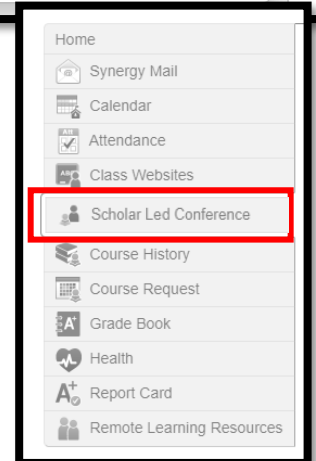 Home
Synergy Mail
Calendar
Attendance
Class Websites
Scholar Led Conference
Course History
Course Request
Grade Book
Health
Report Card
Remote Learning Resources